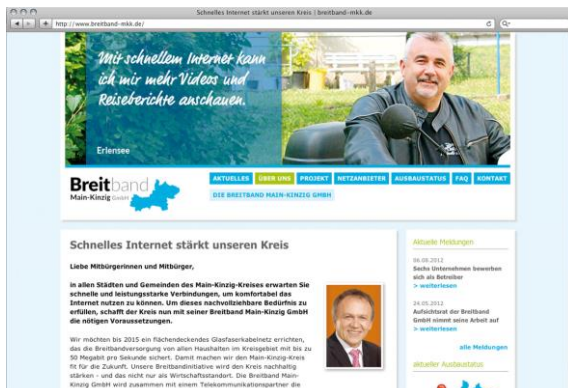 Schnelles Internet stärkt unseren Kreis | breitband-mkk.de
http://www.breitband-mkk.de/
Mit schnellem Internet kann
ich mir mehr Videos und
Reiseberichte anschauen.
Erlensee
Breitband
Main-Kinzig GmbH
AKTUELLES ÜBER UNS PROJEKT NETZANBIETER AUSBAUSTATUS FAQ KONTAKT
DIE BREITBAND MAIN-KINZIG GMBH
Schnelles Internet stärkt unseren Kreis
Liebe Mitbürgerinnen und Mitbürger,
in allen Städten und Gemeinden des Main-Kinzig-Kreises erwarten Sie
schnelle und leistungsstarke Verbindungen, um komfortabel das
Internet nutzen zu können. Um dieses nachvollziehbare Bedürfnis zu
erfüllen, schafft der Kreis nun mit seiner Breitband Main-Kinzig GmbH
die nötigen Voraussetzungen.
Wir möchten bis 2015 ein flächendeckendes Glasfaserkabelnetz errichten,
das die Breitbandversorgung von allen Haushalten im Kreisgebiet mit bis zu
50 Megabit pro Sekunde sichert. Damit machen wir den Main-Kinzig-Kreis
fit für die Zukunft. Unsere Breitbandinitiative wird den Kreis nachhaltig
stärken - und das nicht nur als Wirtschaftsstandort. Die Breitband Main-
Kinzig GmbH wird zusammen mit einem Telekommunikationspartner die
Aktuelle Meldungen
06.08.2012
Sechs Unternehmen bewerben
sich als Betreiber
> weiterlesen
24.05.2012
Aufsichtsrat der Breitband
GmbH nimmt seine Arbeit auf
> weiterlesen
alle Meldungen
aktueller Ausbaustatus